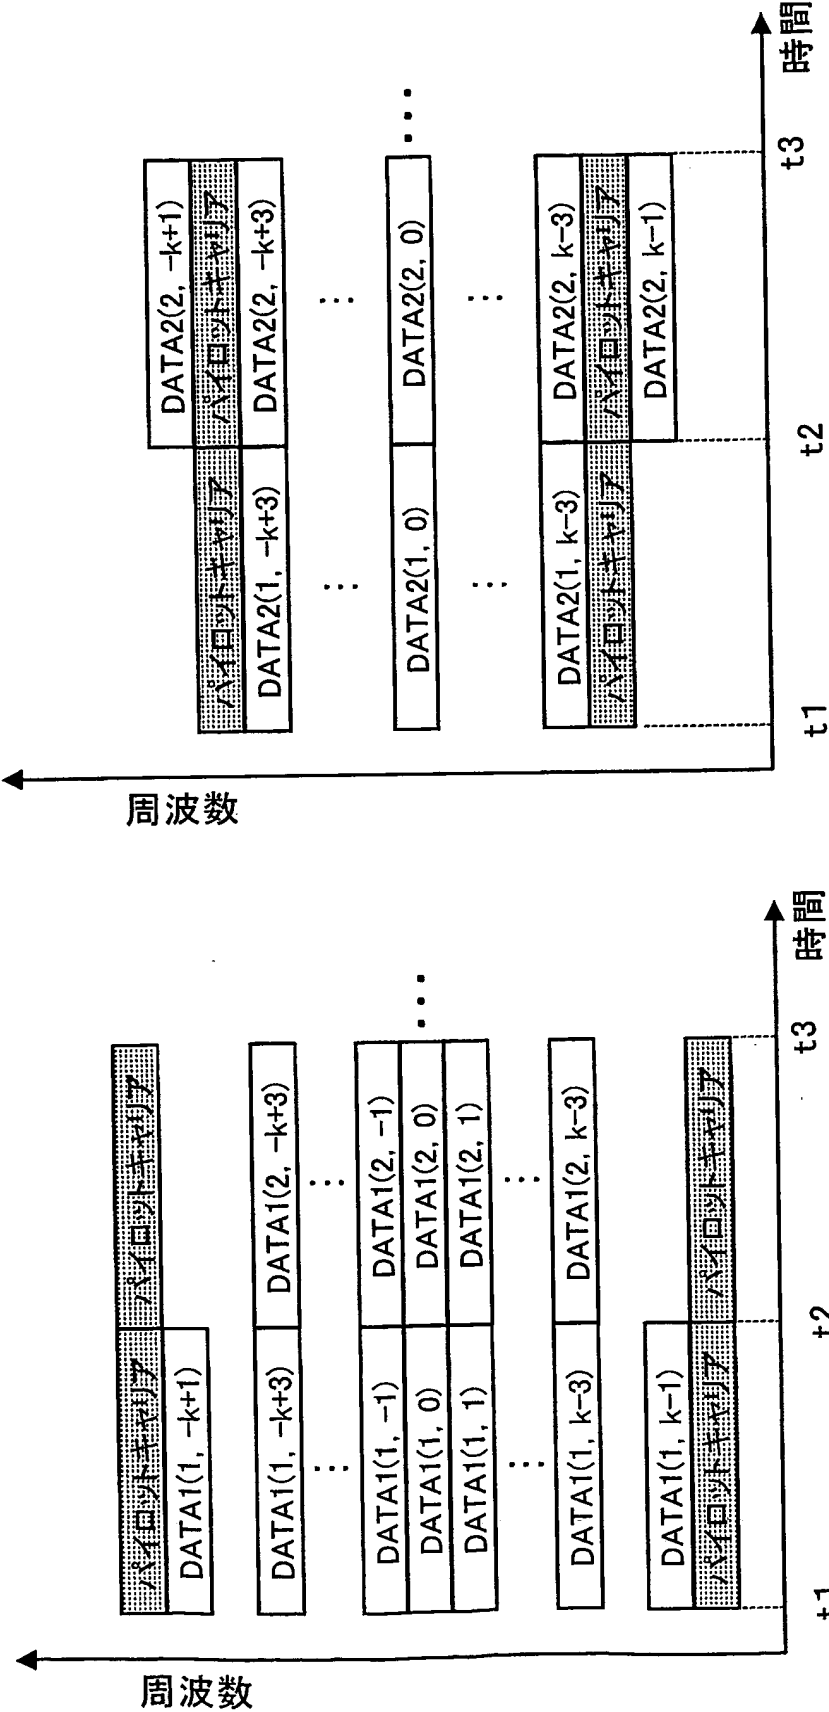 周波数
パイロットキャリア パイロットキャリア
DATA1(1, −k+1)
DATA1(1, −k+3) DATA1(2, −k+3)
… …
DATA1(1, −1) DATA1(2, −1)
DATA1(1, 0) DATA1(2, 0) …
DATA1(1, 1) DATA1(2, 1)
… …
DATA1(1, k−3) DATA1(2, k−3)
DATA1(1, k−1)
パイロットキャリア パイロットキャリア
t1 t2 t3
時間
周波数
DATA2(2, −k+1)
パイロットキャリア パイロットキャリア
DATA2(1, −k+3) DATA2(2, −k+3)
… …
DATA2(1, 0) DATA2(2, 0) …
… …
DATA2(1, k−3) DATA2(2, k−3)
パイロットキャリア パイロットキャリア
DATA2(2, k−1)
t1 t2 t3
時間